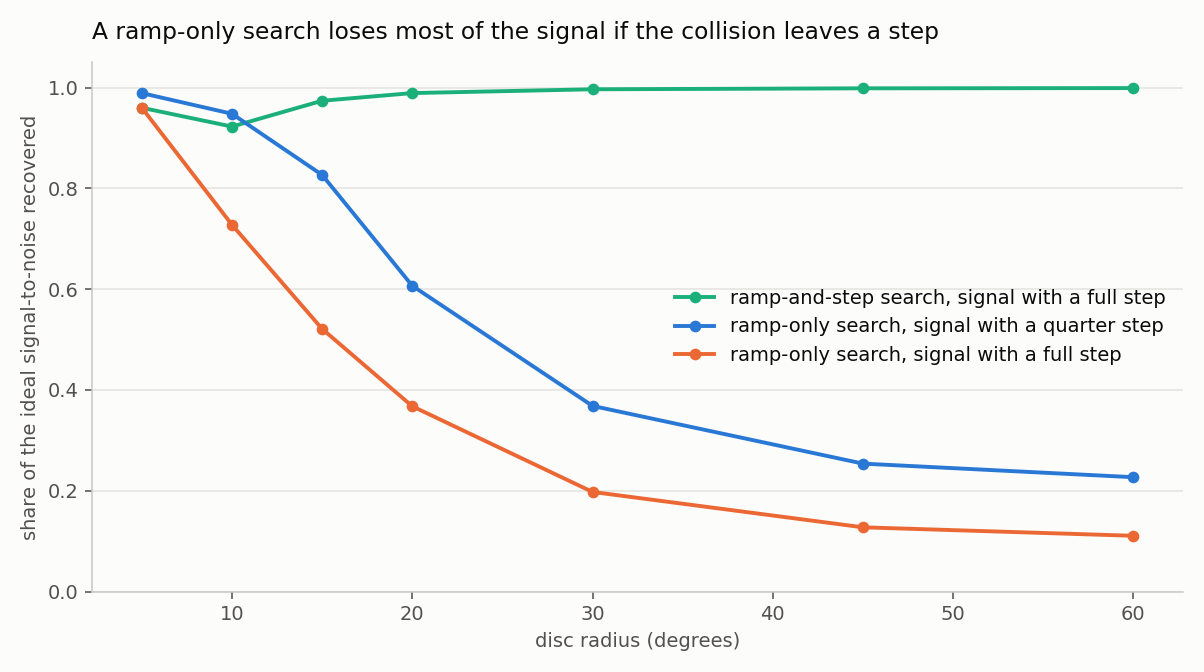 A ramp-only search loses most of the signal if the collision leaves a step
share of the ideal signal-to-noise recovered
1.0
0.8
0.6
0.4
0.2
0.0
ramp-and-step search, signal with a full step
ramp-only search, signal with a quarter step
ramp-only search, signal with a full step
10
20
30
40
50
60
disc radius (degrees)